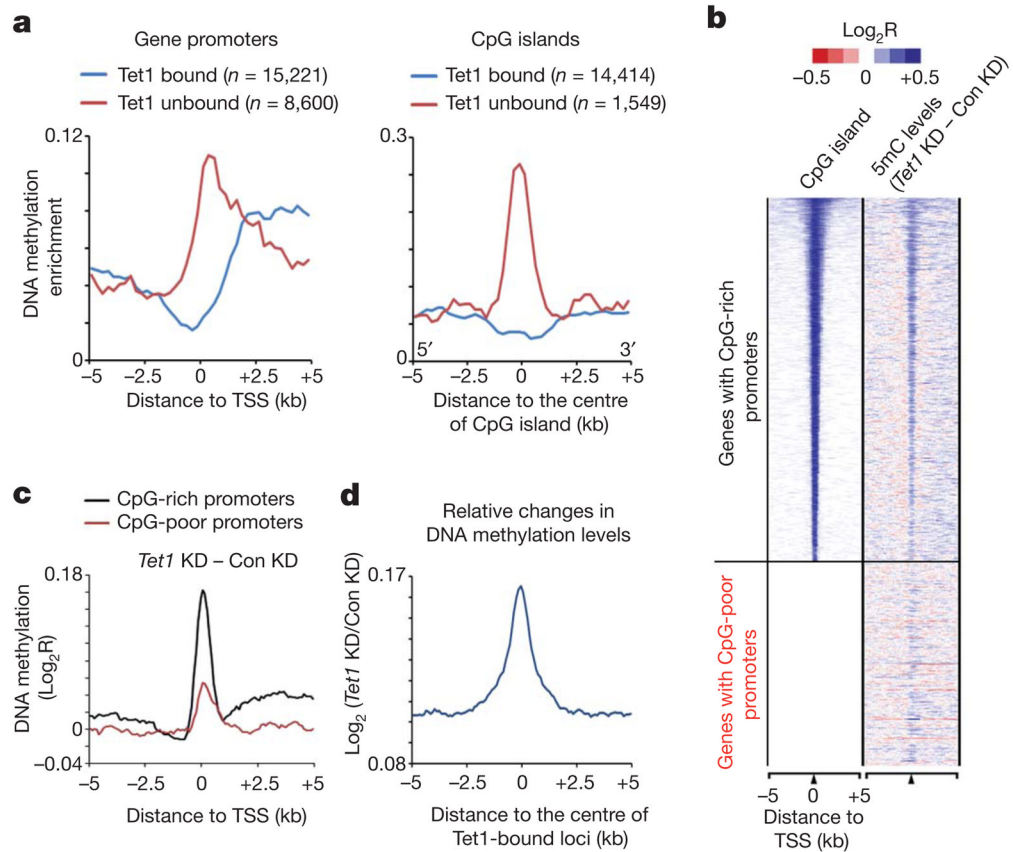 a
Gene promoters
Tet1 bound (n = 15,221)
Tet1 unbound (n = 8,600)
0.12
0
DNA methylation
enrichment
−5
−2.5
0
+2.5
+5
Distance to TSS (kb)
CpG islands
Tet1 bound (n = 14,414)
Tet1 unbound (n = 1,549)
0.3
0
5′
3′
−5
−2.5
0
+2.5
+5
Distance to the centre
of CpG island (kb)
b
Log2R
−0.5
0
+0.5
CpG island
5mC levels
(Tet1 KD – Con KD)
Genes with CpG-rich
promoters
Genes with CpG-poor
promoters
−5
0
+5
Distance to
TSS (kb)
c
CpG-rich promoters
CpG-poor promoters
Tet1 KD – Con KD
0.18
0
−0.04
DNA methylation
(Log2R)
−5
−2.5
0
+2.5
+5
Distance to TSS (kb)
d
Relative changes in
DNA methylation levels
0.17
0.08
Log2 (Tet1 KD/Con KD)
−5
−2.5
0
+2.5
+5
Distance to the centre of
Tet1-bound loci (kb)